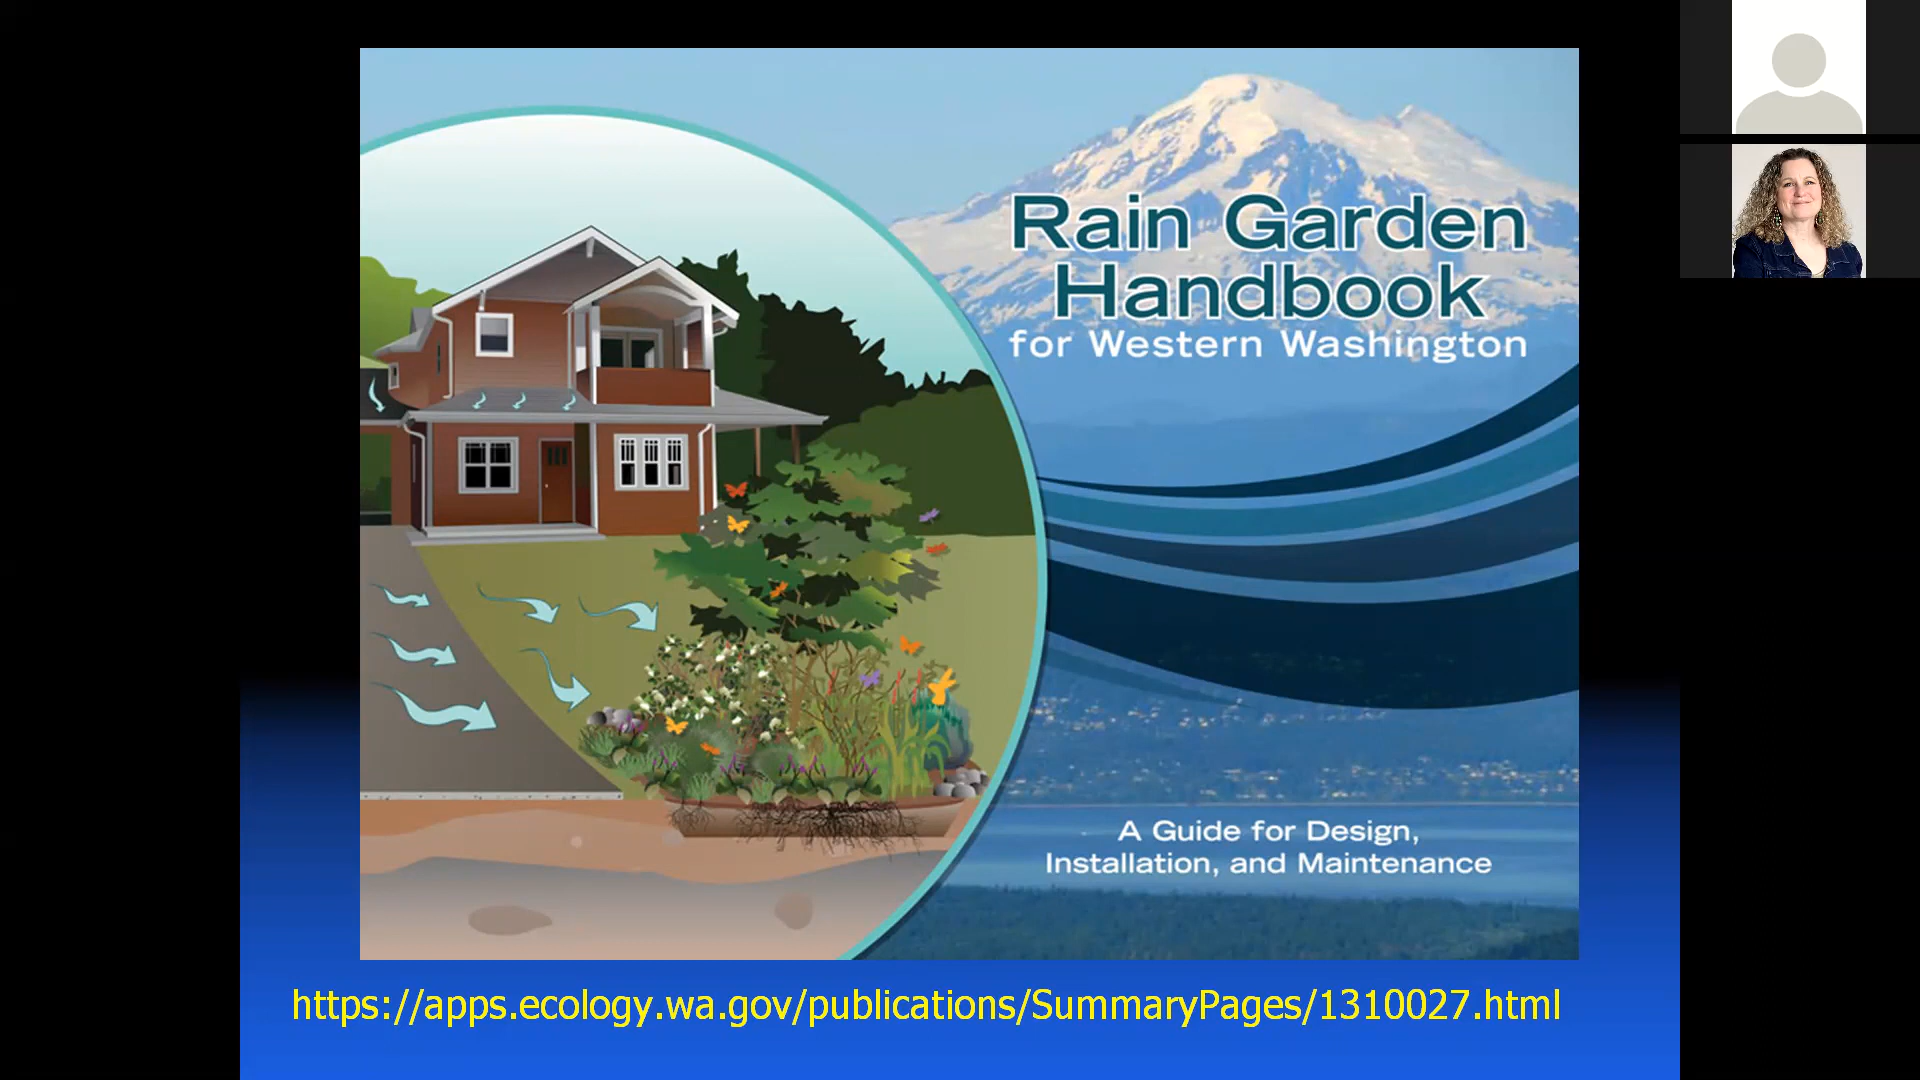 Rain Garden
Handbook
for Western Washington
A Guide for Design,
Installation, and Maintenance
https://apps.ecology.wa.gov/publications/SummaryPages/1310027.html